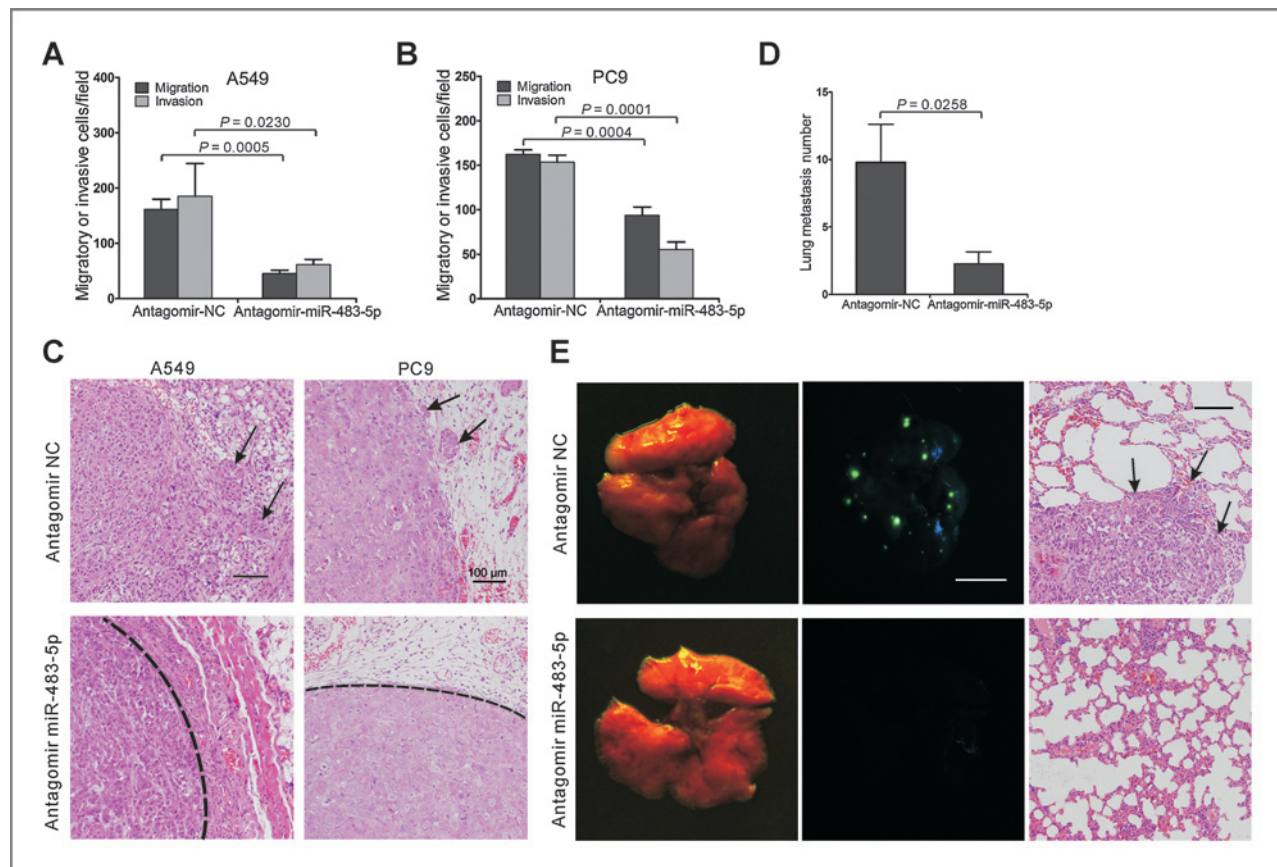 A
A549
Migratory or invasive cells/field
400
300
200
100
0
Migration
Invasion
P = 0.0230
P = 0.0005
Antagomir-NC
Antagomir-miR-483-5p
B
PC9
Migratory or invasive cells/field
250
200
150
100
50
0
Migration
Invasion
P = 0.0001
P = 0.0004
Antagomir-NC
Antagomir-miR-483-5p
D
Lung metastasis number
15
10
5
0
P = 0.0258
Antagomir-NC
Antagomir-miR-483-5p
C
A549
PC9
Antagomir NC
100 µm
Antagomir miR-483-5p
E
Antagomir NC
Antagomir miR-483-5p